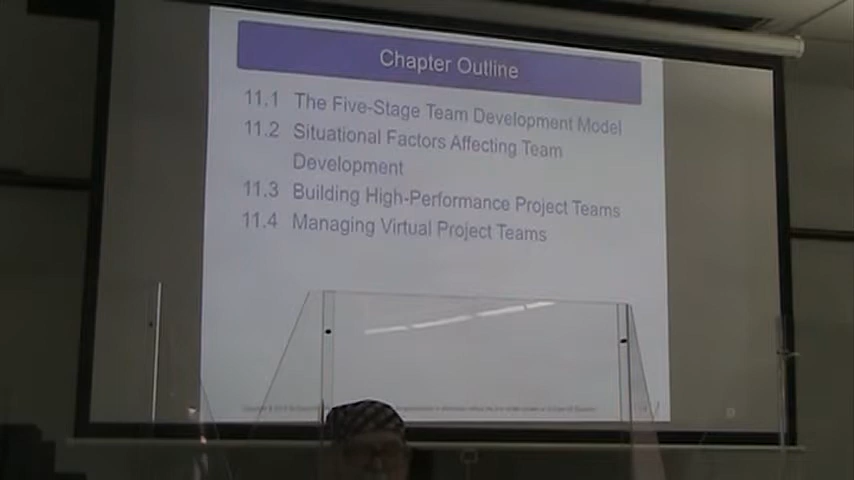 Chapter Outline
11.1 The Five-Stage Team Development Model
11.2 Situational Factors Affecting Team
Development
11.3 Building High-Performance Project Teams
11.4 Managing Virtual Project Teams